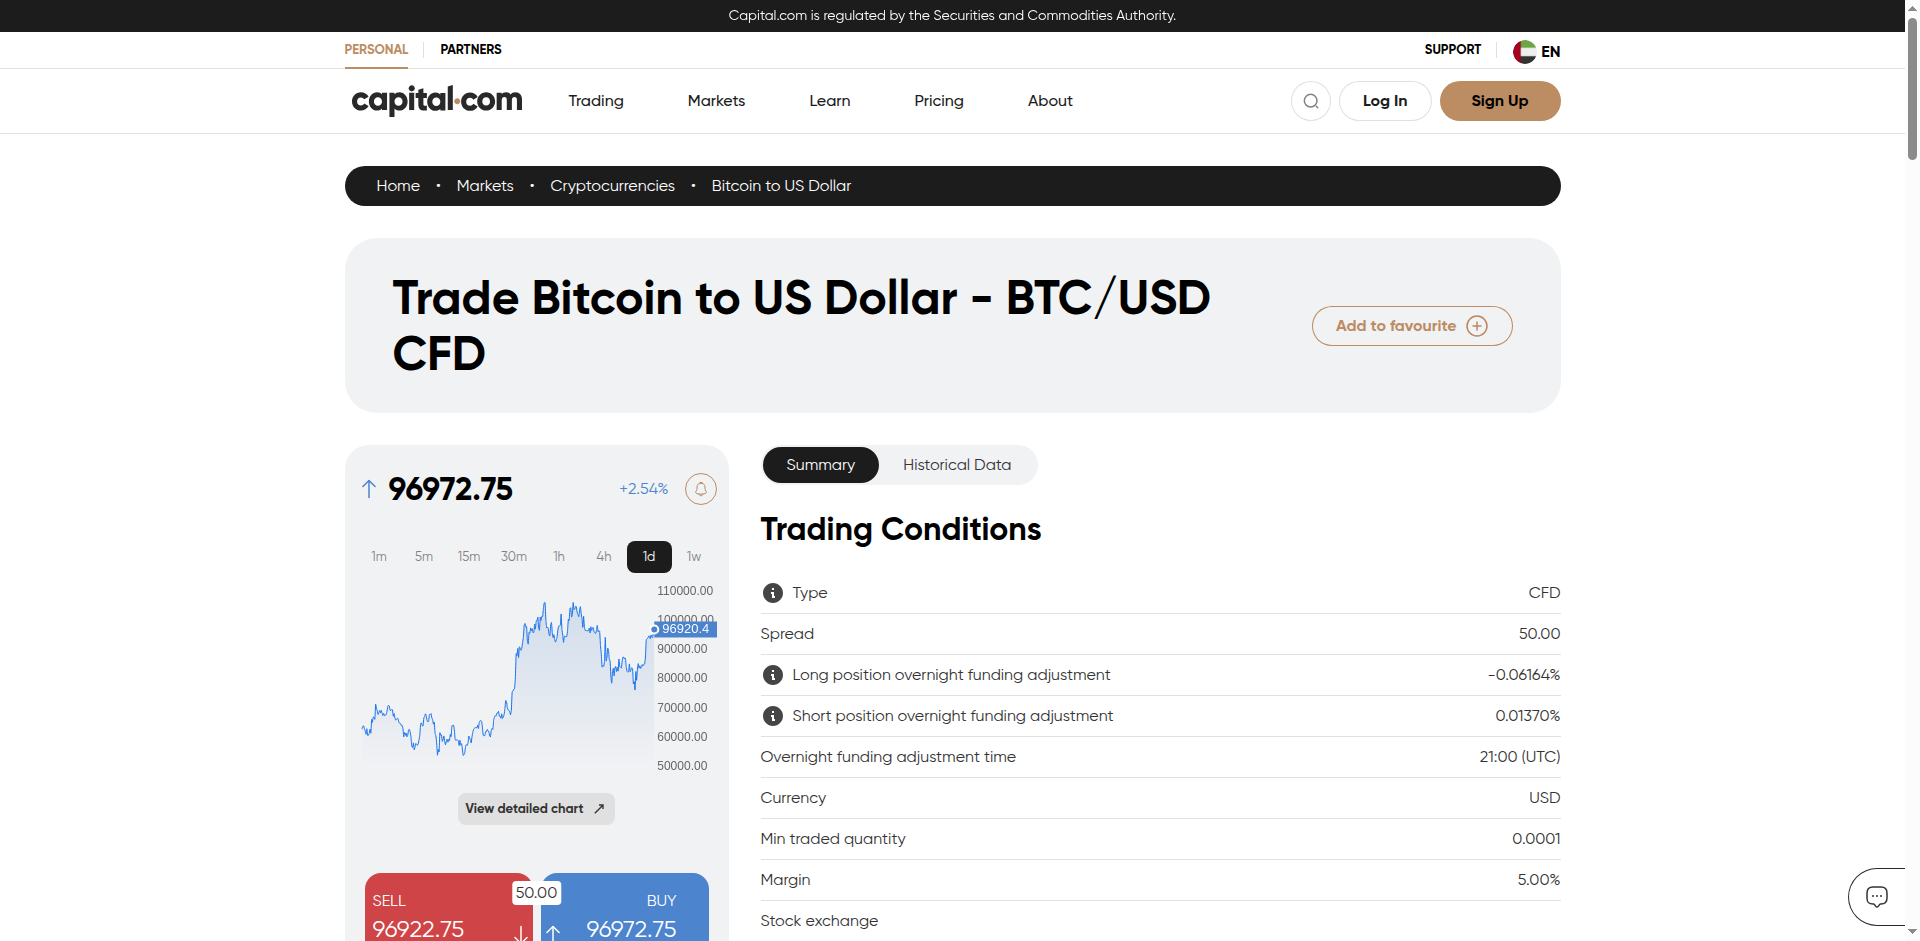 Capital.com is regulated by the Securities and Commodities Authority.
PERSONAL
PARTNERS
SUPPORT
EN
capital.com
Trading
Markets
Learn
Pricing
About
Log In
Sign Up
Home • Markets • Cryptocurrencies • Bitcoin to US Dollar
Trade Bitcoin to US Dollar - BTC/USD
CFD
Add to favourite
96972.75
+2.54%
1m 5m 15m 30m 1h 4h 1d 1w
110000.00
100000.00
96920.4
90000.00
80000.00
70000.00
60000.00
50000.00
View detailed chart
SELL
96922.75
50.00
BUY
96972.75
Summary
Historical Data
Trading Conditions
Type CFD
Spread 50.00
Long position overnight funding adjustment -0.06164%
Short position overnight funding adjustment 0.01370%
Overnight funding adjustment time 21:00 (UTC)
Currency USD
Min traded quantity 0.0001
Margin 5.00%
Stock exchange